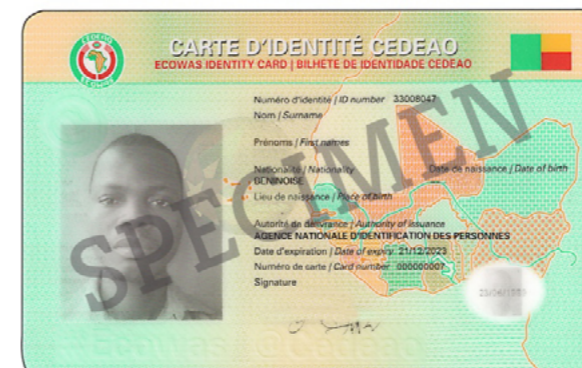 CARTE D'IDENTITÉ CEDEAO
ECOWAS IDENTITY CARD | BILHETE DE IDENTIDADE CEDEAO
Numéro d'identité / ID number 33008047
Nom / Surname
Prénoms / First names
Nationalité / Nationality Date de naissance / Date of birth
BENINOISE
Lieu de naissance / Place of birth
Autorité de délivrance / Authority of issuance
AGENCE NATIONALE D'IDENTIFICATION DES PERSONNES
Date d'expiration / Date of expiry 21/12/2023
Numéro de carte / Card number 000000007
Signature
SPECIMEN